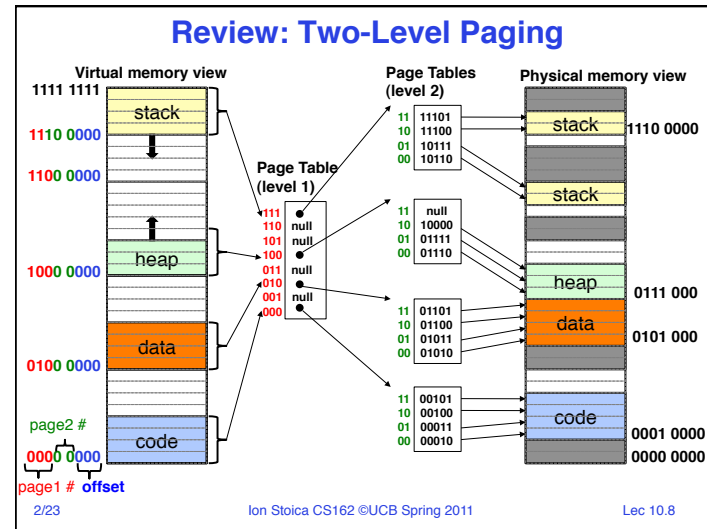 Review: Two-Level Paging
Virtual memory view
1111 1111
stack
1110 0000
1100 0000
heap
1000 0000
data
0100 0000
page2 #
code
0000 0000
page1 # offset
Page Table
(level 1)
111
110 null
101 null
100
011 null
010
001 null
000
Page Tables
(level 2)
11 11101
10 11100
01 10111
00 10110
11 null
10 10000
01 01111
00 01110
11 01101
10 01100
01 01011
00 01010
11 00101
10 00100
01 00011
00 00010
Physical memory view
stack
1110 0000
stack
heap
0111 000
data
0101 000
code
0001 0000
0000 0000
2/23
Ion Stoica CS162 ©UCB Spring 2011
Lec 10.8